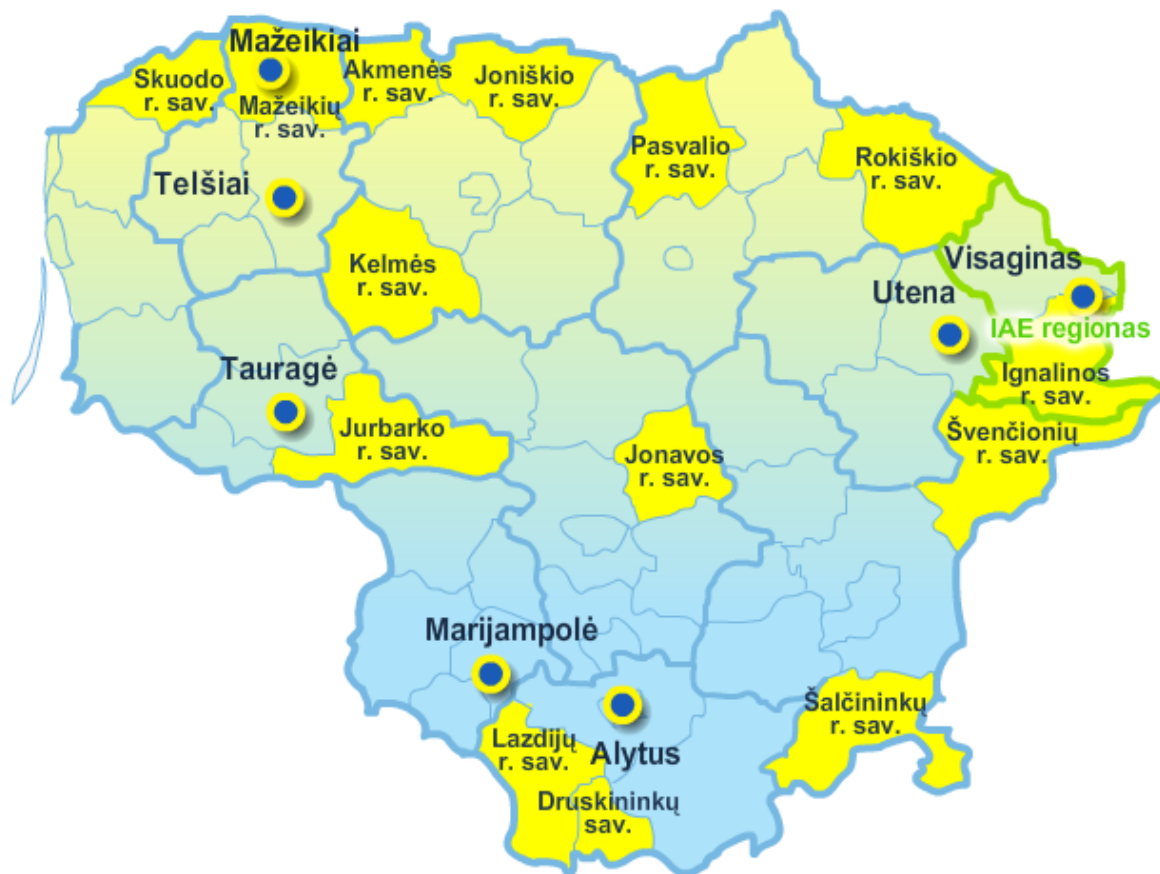 Mažeikiai
Skuodo
r. sav.
Mažeikių
r. sav.
Akmenės
r. sav.
Joniškio
r. sav.
Pasvalio
r. sav.
Rokiškio
r. sav.
Telšiai
Kelmės
r. sav.
Visaginas
Utena
IAE regionas
Ignalinos
r. sav.
Tauragė
Jurbarko
r. sav.
Jonavos
r. sav.
Švenčionių
r. sav.
Marijampolė
Šalčininkų
r. sav.
Lazdijų
r. sav.
Alytus
Druskininkų
sav.